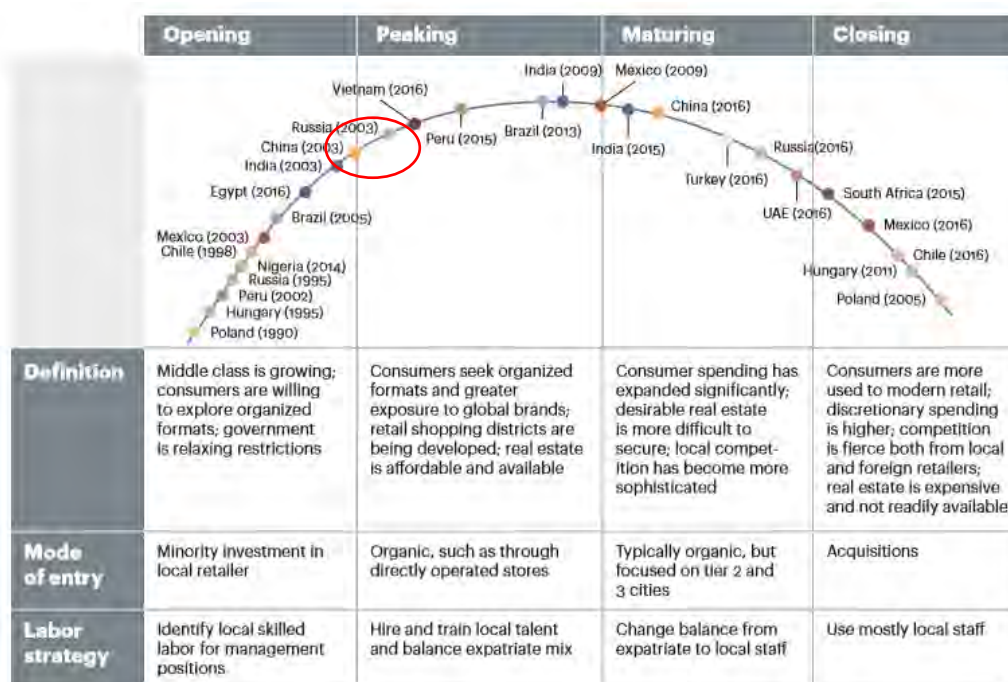 Opening Peaking Maturing Closing
India (2009) Mexico (2009)
Vietnam (2016)
China (2016)
Russia (2003)
Peru (2015)
Brazil (2013)
China (2003)
India (2015)
Russia(2016)
India (2003)
Turkey (2016)
Egypt (2016)
South Africa (2015)
UAE (2016)
Brazil (2005)
Mexico (2016)
Mexico (2003)
Chile (1998)
Chile (2016)
Nigeria (2014)
Hungary (2011)
Russia (1995)
Peru (2002)
Poland (2005)
Hungary (1995)
Poland (1990)
Definition
Middle class is growing;
consumers are willing
to explore organized
formats; government
is relaxing restrictions
Consumers seek organized
formats and greater
exposure to global brands;
retail shopping districts are
being developed; real estate
is affordable and available
Consumer spending has
expanded significantly;
desirable real estate
is more difficult to
secure; local compet-
ition has become more
sophisticated
Consumers are more
used to modern retail;
discretionary spending
is higher; competition
is fierce both from local
and foreign retailers;
real estate is expensive
and not readily available
Mode
of entry
Minority investment in
local retailer
Organic, such as through
directly operated stores
Typically organic, but
focused on tier 2 and
3 cities
Acquisitions
Labor
strategy
Identify local skilled
labor for management
positions
Hire and train local talent
and balance expatriate mix
Change balance from
expatriate to local staff
Use mostly local staff